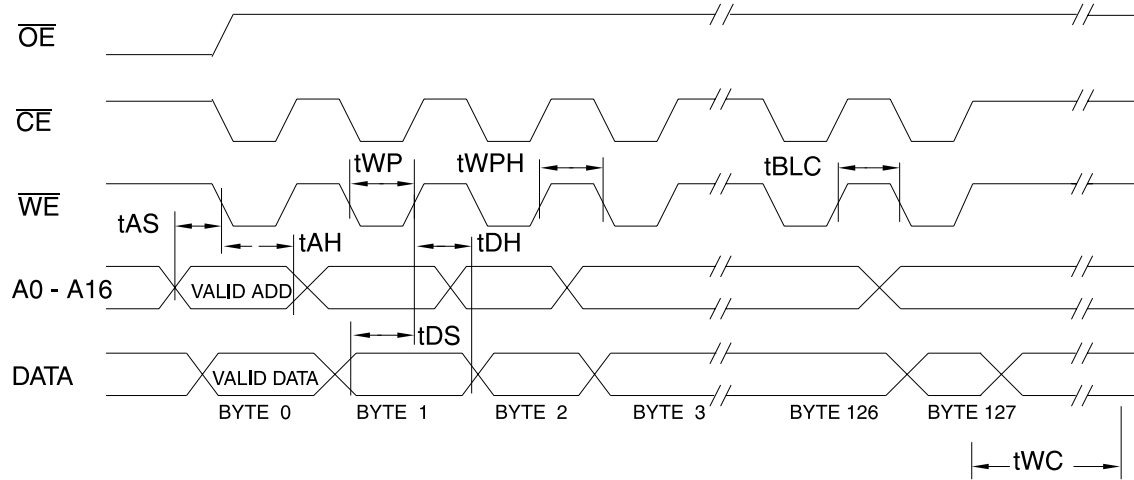 OE
CE
tWP
tWPH
tBLC
WE
tAS
tAH
tDH
A0 - A16
VALID ADD
tDS
DATA
VALID DATA
BYTE 0
BYTE 1
BYTE 2
BYTE 3
BYTE 126
BYTE 127
tWC